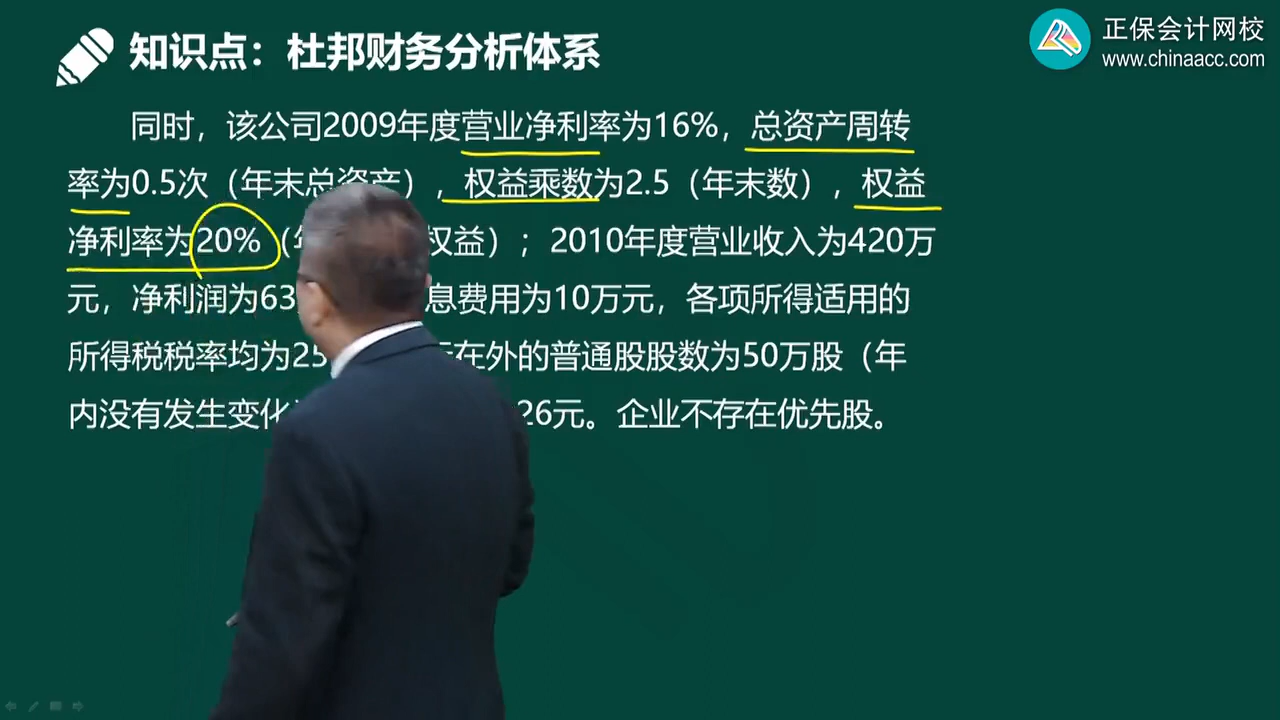 知识点：杜邦财务分析体系
正保会计网校
www.chinaacc.com
同时，该公司2009年度营业净利率为16%，总资产周转
率为0.5次（年末总资产），权益乘数为2.5（年末数），权益
净利率为20%（年 权益）；2010年度营业收入为420万
元，净利润为63 息费用为10万元，各项所得适用的
所得税税率均为25 在外的普通股股数为50万股（年
内没有发生变化 26元。企业不存在优先股。